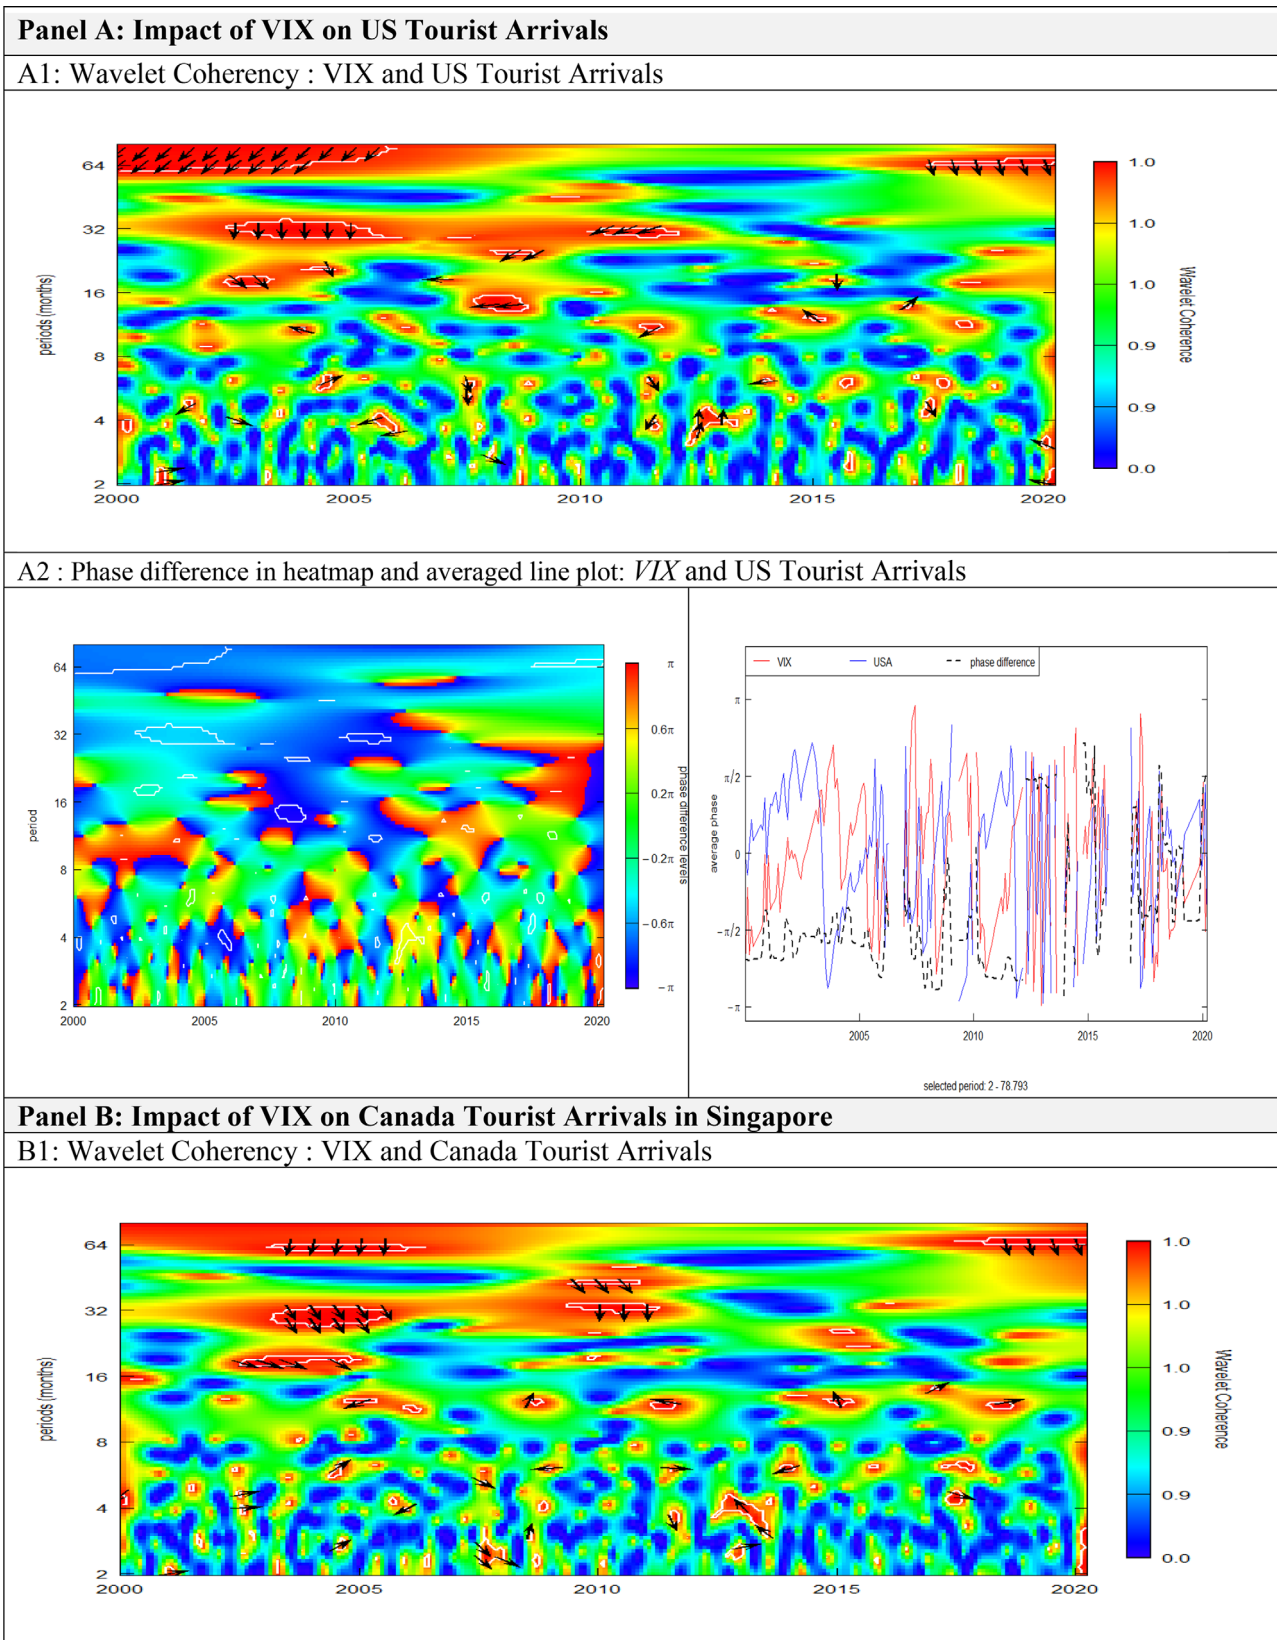 Panel A: Impact of VIX on US Tourist Arrivals
A1: Wavelet Coherency : VIX and US Tourist Arrivals
periods (months)
64
32
16
8
4
2
2000
2005
2010
2015
2020
1.0
1.0
1.0
0.9
0.9
0.0
Wavelet Coherence
A2 : Phase difference in heatmap and averaged line plot: VIX and US Tourist Arrivals
period
64
32
16
8
4
2
2000
2005
2010
2015
2020
π
0.6π
0.2π
−0.2π
−0.6π
−π
phase difference levels
VIX
USA
phase difference
average phase
π
π/2
0
−π/2
−π
2005
2010
2015
2020
selected period: 2 - 78.793
Panel B: Impact of VIX on Canada Tourist Arrivals in Singapore
B1: Wavelet Coherency : VIX and Canada Tourist Arrivals
periods (months)
64
32
16
8
4
2
2000
2005
2010
2015
2020
1.0
1.0
1.0
0.9
0.9
0.0
Wavelet Coherence